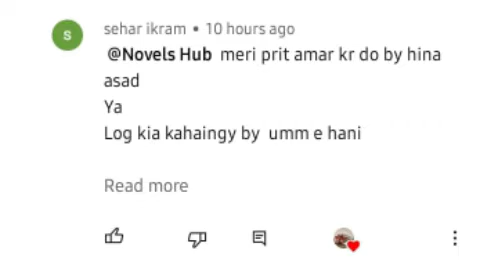 sehar ikram • 10 hours ago
@Novels Hub meri prit amar kr do by hina
asad
Ya
Log kia kahaingy by umm e hani
Read more